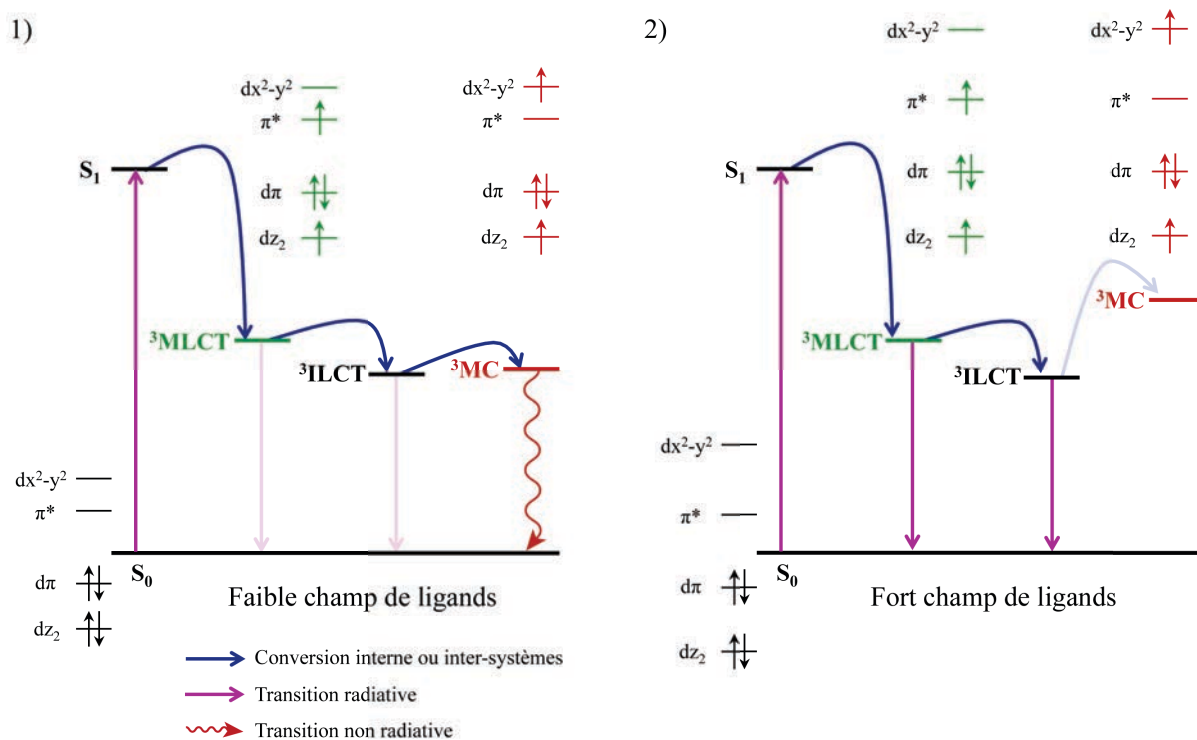 1)
dx²-y²
π*
dπ
dz₂
dx²-y²
π*
dπ
dz₂
S₁
³MLCT
³ILCT
³MC
dx²-y²
π*
S₀
dπ
dz₂
Faible champ de ligands
2)
dx²-y²
π*
dπ
dz₂
dx²-y²
π*
dπ
dz₂
S₁
³MC
³MLCT
³ILCT
dx²-y²
π*
S₀
dπ
dz₂
Fort champ de ligands
Conversion interne ou inter-systèmes
Transition radiative
Transition non radiative